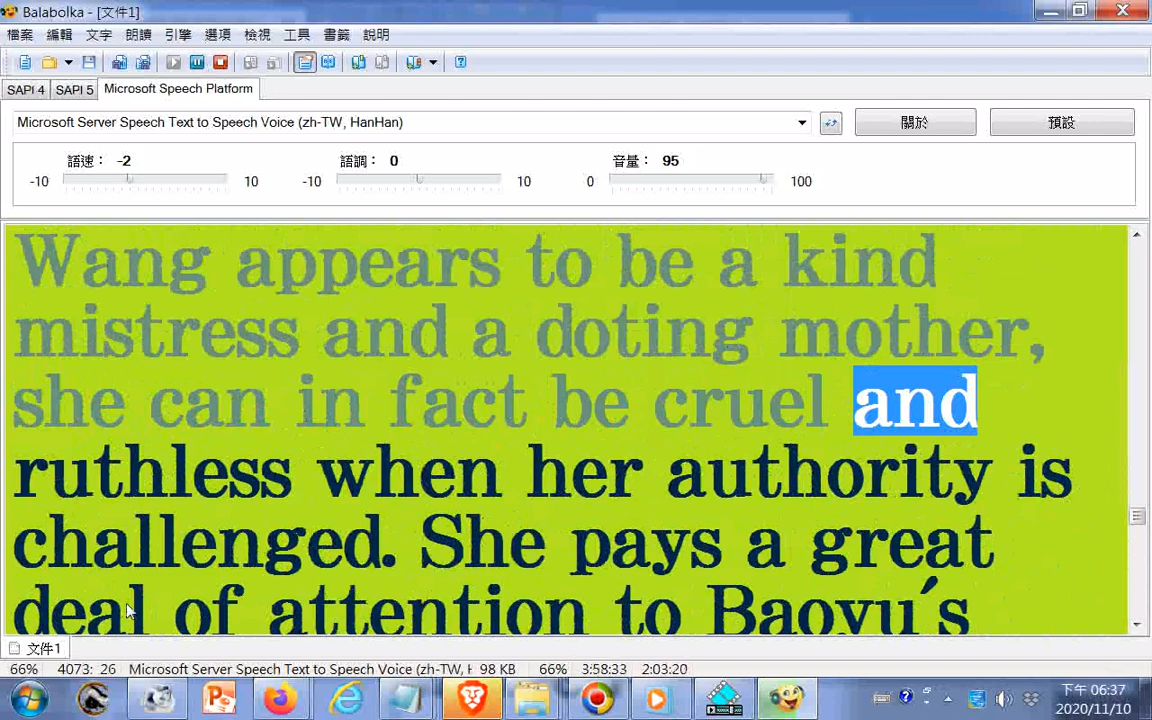 Balabolka - [文件1]
檔案 編輯 文字 朗讀 引擎 選項 檢視 工具 書籤 說明
SAPI 4 SAPI 5 Microsoft Speech Platform
Microsoft Server Speech Text to Speech Voice (zh-TW, HanHan) 關於 預設
語速: -2 語調: 0 音量: 95
-10 10 -10 10 0 100
Wang appears to be a kind
mistress and a doting mother,
she can in fact be cruel and
ruthless when her authority is
challenged. She pays a great
deal of attention to Baoyu´s
文件1
66% 4073: 26 Microsoft Server Speech Text to Speech Voice (zh-TW, H 98 KB 66% 3:58:33 2:03:20
下午 06:37
2020/11/10